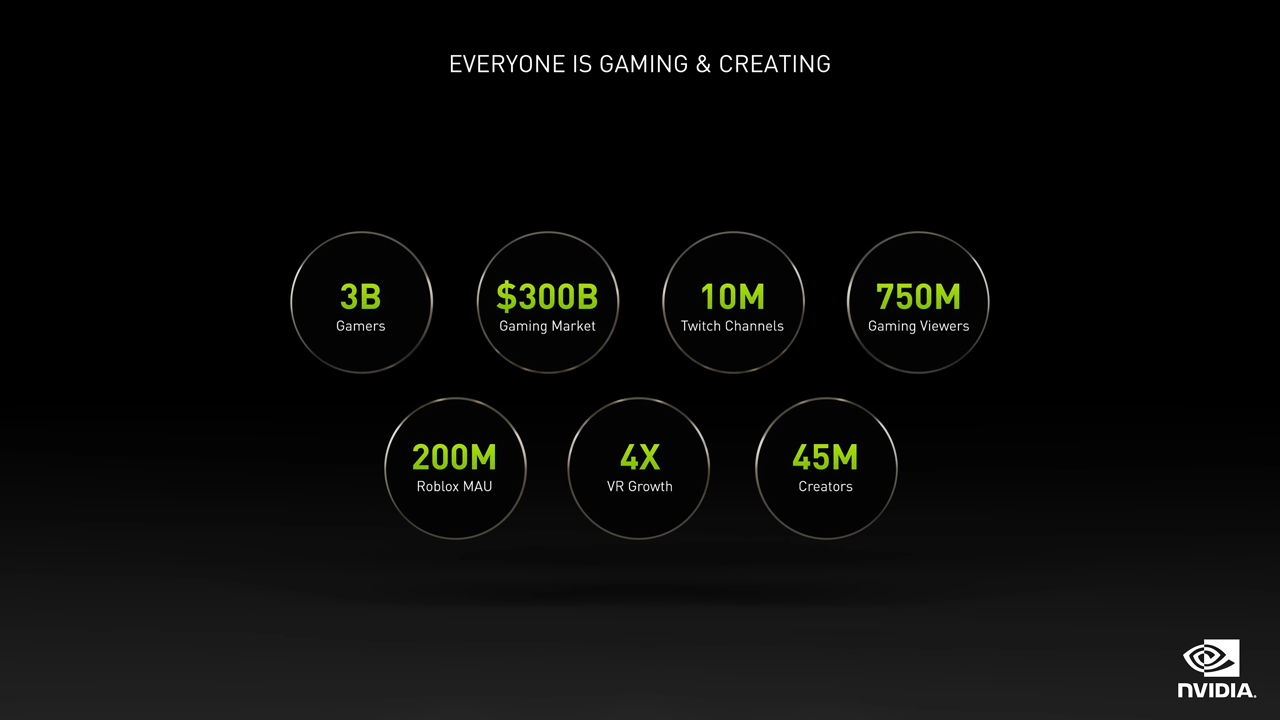 EVERYONE IS GAMING & CREATING
3B
Gamers
$300B
Gaming Market
10M
Twitch Channels
750M
Gaming Viewers
200M
Roblox MAU
4X
VR Growth
45M
Creators
NVIDIA.